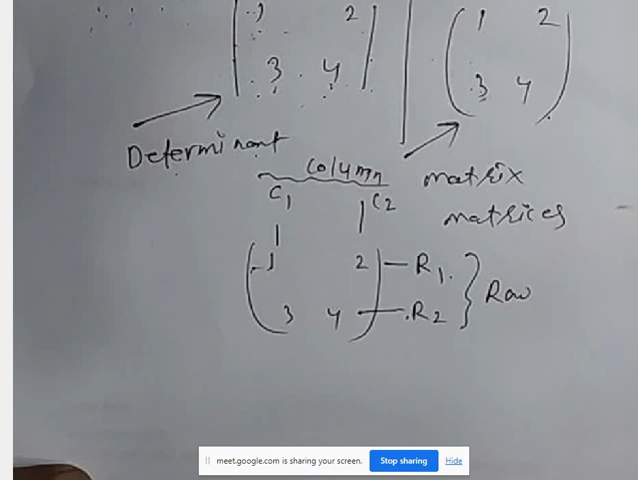 1 2 1 2
3 4 3 4
Determinant
Column matrix
C1 C2 matrices
1 2 R1
3 4 R2 Row
meet.google.com is sharing your screen. Stop sharing Hide